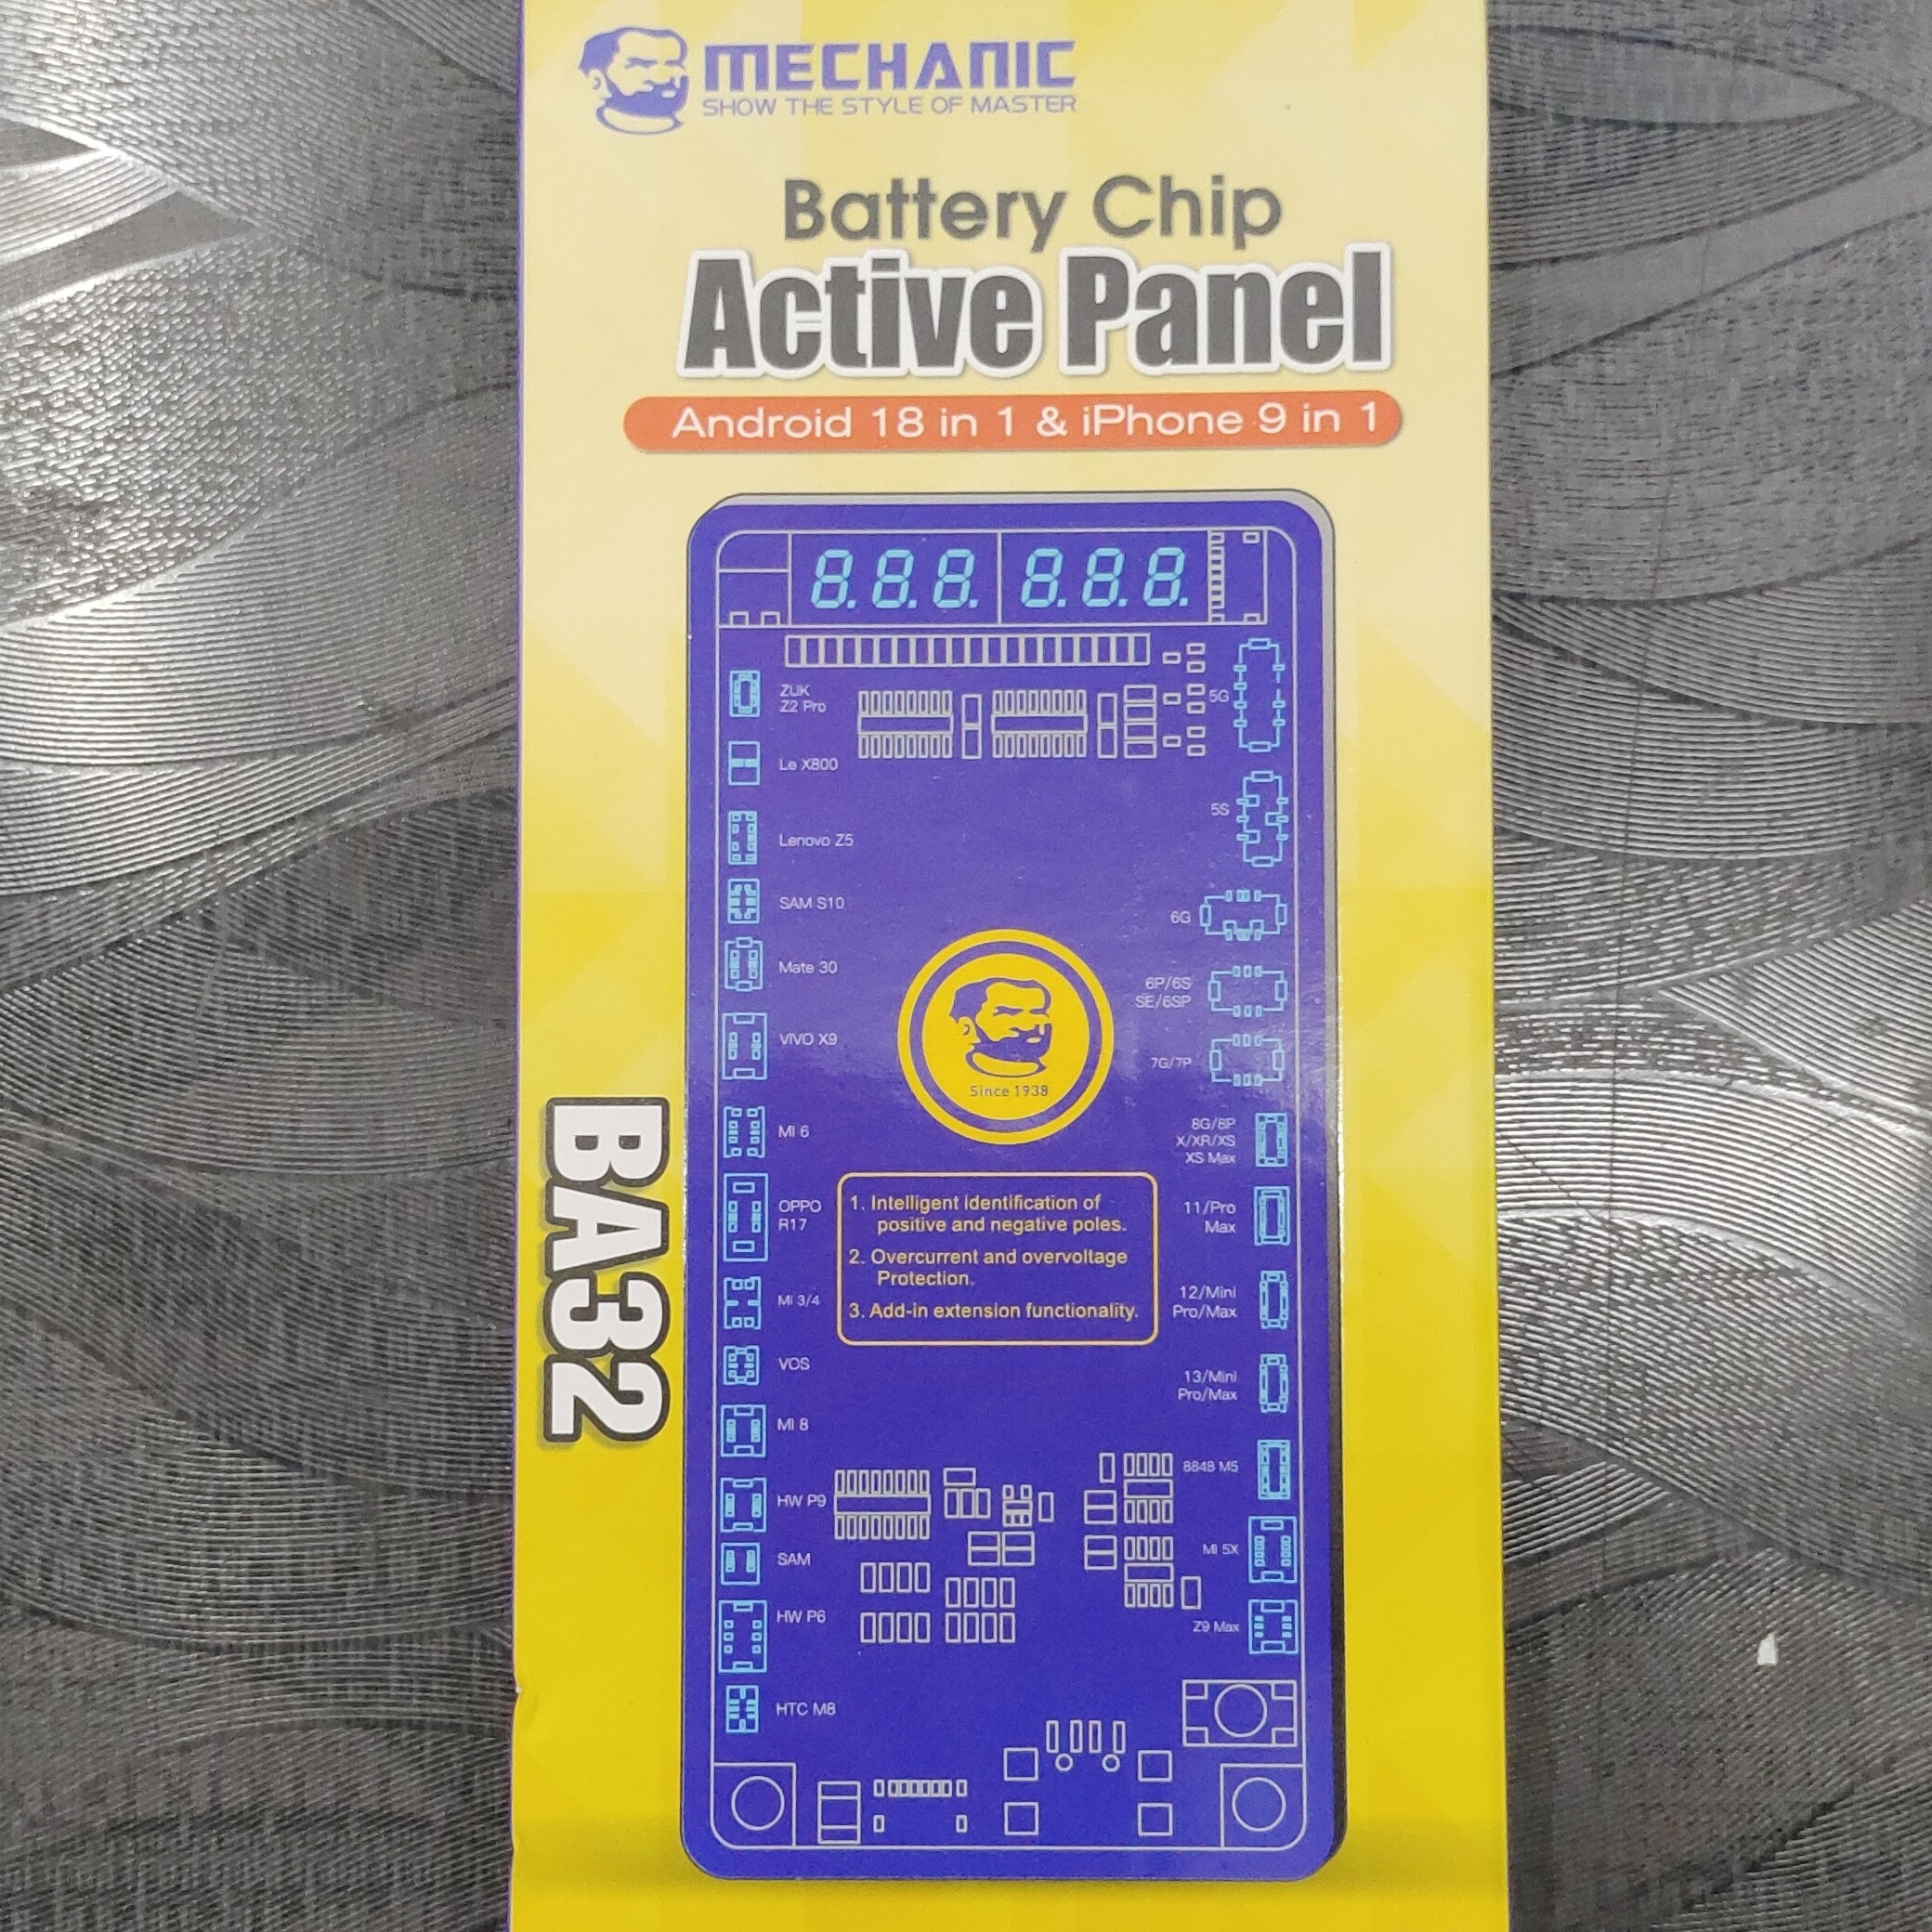 MECHANIC
SHOW THE STYLE OF MASTER
Battery Chip
Active Panel
Android 18 in 1 & iPhone 9 in 1
8.8.8. 8.8.8.
ZUK
Z2 Pro
Le X800
Lenovo Z5
SAM S10
Mate 30
VIVO X9
MI 6
OPPO
R17
MI 3/4
VOS
MI 8
HW P9
SAM
HW P6
HTC M8
5G
5S
6G
6P/6S
SE/6SP
7G/7P
8G/8P
X/XR/XS
XS Max
11/Pro
Max
12/Mini
Pro/Max
13/Mini
Pro/Max
8848 M5
MI 5X
Z9 Max
Since 1938
1. Intelligent identification of
positive and negative poles.
2. Overcurrent and overvoltage
Protection.
3. Add-in extension functionality.
BA32